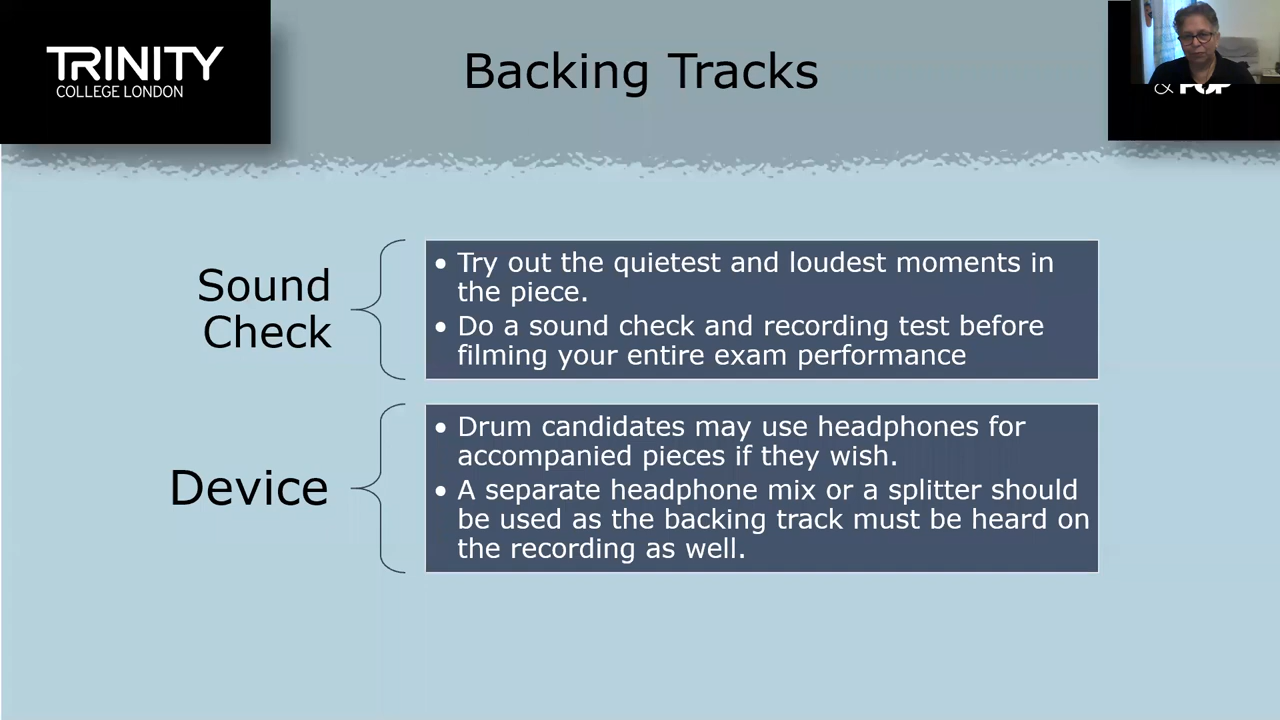 TRINITY
COLLEGE LONDON
Backing Tracks
& POP
Sound
Check
• Try out the quietest and loudest moments in
the piece.
• Do a sound check and recording test before
filming your entire exam performance
Device
• Drum candidates may use headphones for
accompanied pieces if they wish.
• A separate headphone mix or a splitter should
be used as the backing track must be heard on
the recording as well.